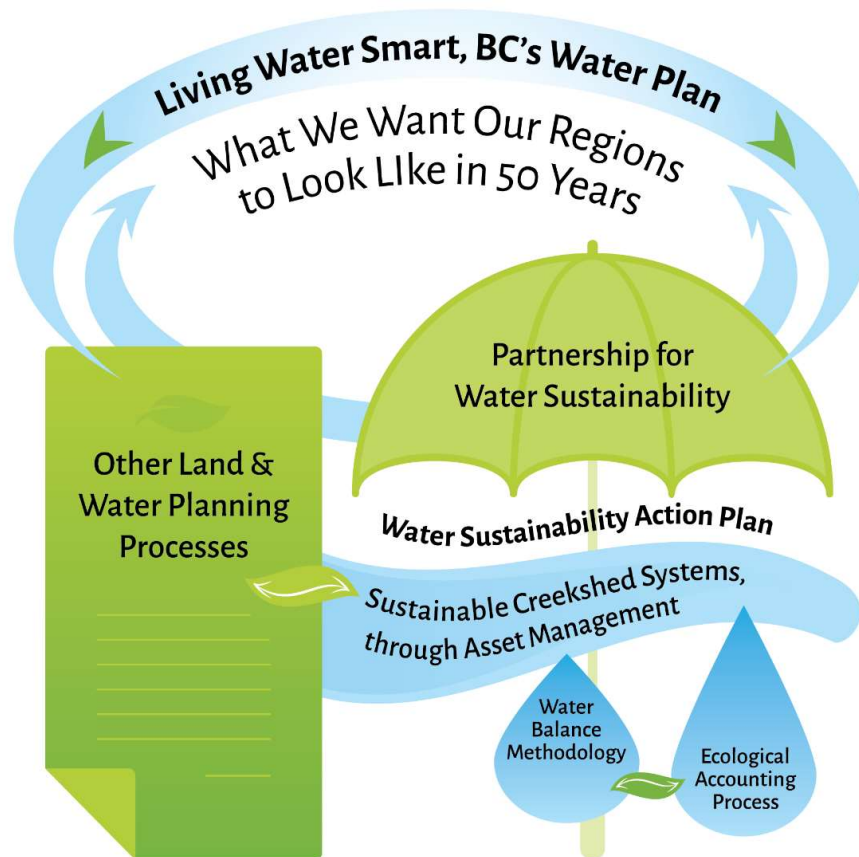 Living Water Smart, BC's Water Plan
What We Want Our Regions
to Look LIke in 50 Years
Partnership for
Water Sustainability
Other Land &
Water Planning
Processes
Water Sustainability Action Plan
Sustainable Creekshed Systems,
through Asset Management
Water
Balance
Methodology
Ecological
Accounting
Process